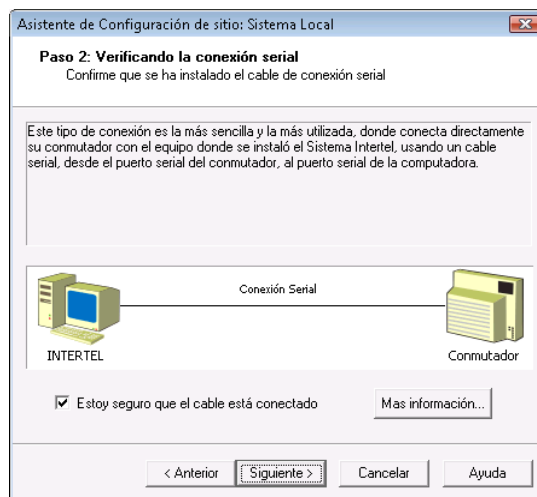 Asistente de Configuración de sitio: Sistema Local
Paso 2: Verificando la conexión serial
Confirme que se ha instalado el cable de conexión serial
Este tipo de conexión es la más sencilla y la más utilizada, donde conecta directamente
su conmutador con el equipo donde se instaló el Sistema Intertel, usando un cable
serial, desde el puerto serial del conmutador, al puerto serial de la computadora.
Conexión Serial
INTERTEL
Conmutador
Estoy seguro que el cable está conectado
Mas información...
< Anterior
Siguiente >
Cancelar
Ayuda